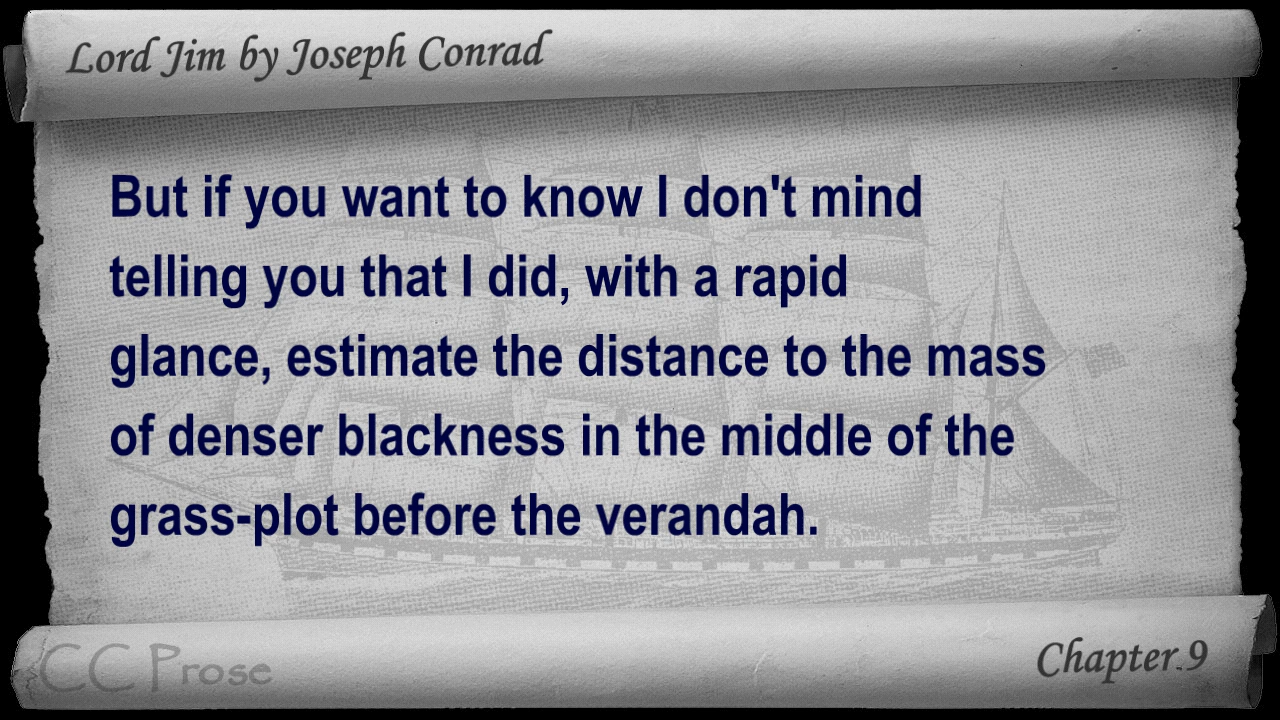 Lord Jim by Joseph Conrad
But if you want to know I don't mind
telling you that I did, with a rapid
glance, estimate the distance to the mass
of denser blackness in the middle of the
grass-plot before the verandah.
CC Prose
Chapter.9